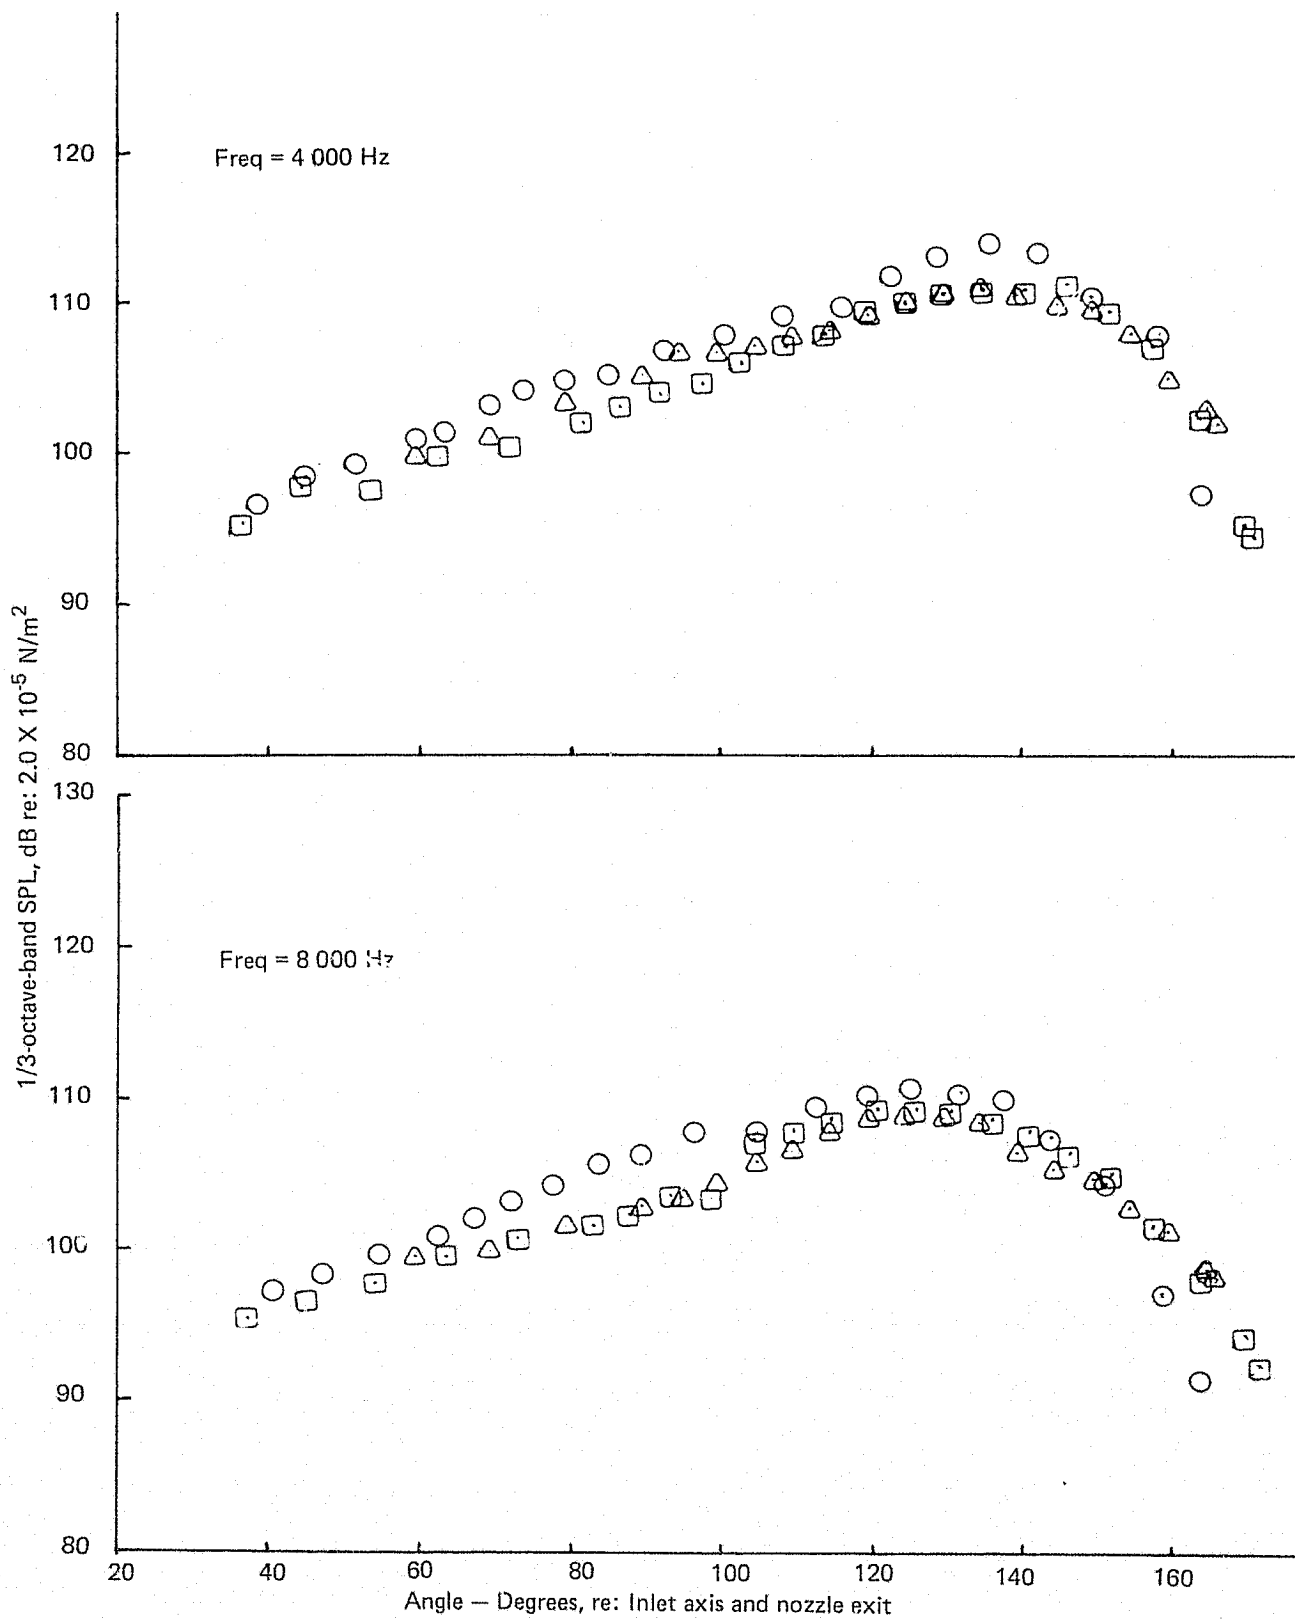 120
Freq = 4 000 Hz
110
100
90
80
1/3-octave-band SPL, dB re: 2.0 X 10⁻⁵ N/m²
130
120
Freq = 8 000 Hz
110
100
90
80
20 40 60 80 100 120 140 160
Angle — Degrees, re: Inlet axis and nozzle exit